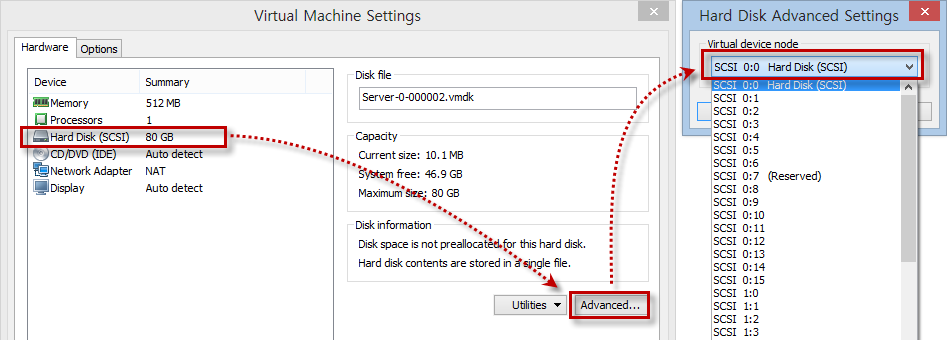 Virtual Machine Settings
Hardware
Options
Device Summary
Memory 512 MB
Processors 1
Hard Disk (SCSI) 80 GB
CD/DVD (IDE) Auto detect
Network Adapter NAT
Display Auto detect
Disk file
Server-0-000002.vmdk
Capacity
Current size: 10.1 MB
System free: 46.9 GB
Maximum size: 80 GB
Disk information
Disk space is not preallocated for this hard disk.
Hard disk contents are stored in a single file.
Utilities
Advanced...
Hard Disk Advanced Settings
Virtual device node
SCSI 0:0 Hard Disk (SCSI)
SCSI 0:0 Hard Disk (SCSI)
SCSI 0:1
SCSI 0:2
SCSI 0:3
SCSI 0:4
SCSI 0:5
SCSI 0:6
SCSI 0:7 (Reserved)
SCSI 0:8
SCSI 0:9
SCSI 0:10
SCSI 0:11
SCSI 0:12
SCSI 0:13
SCSI 0:14
SCSI 0:15
SCSI 1:0
SCSI 1:1
SCSI 1:2
SCSI 1:3